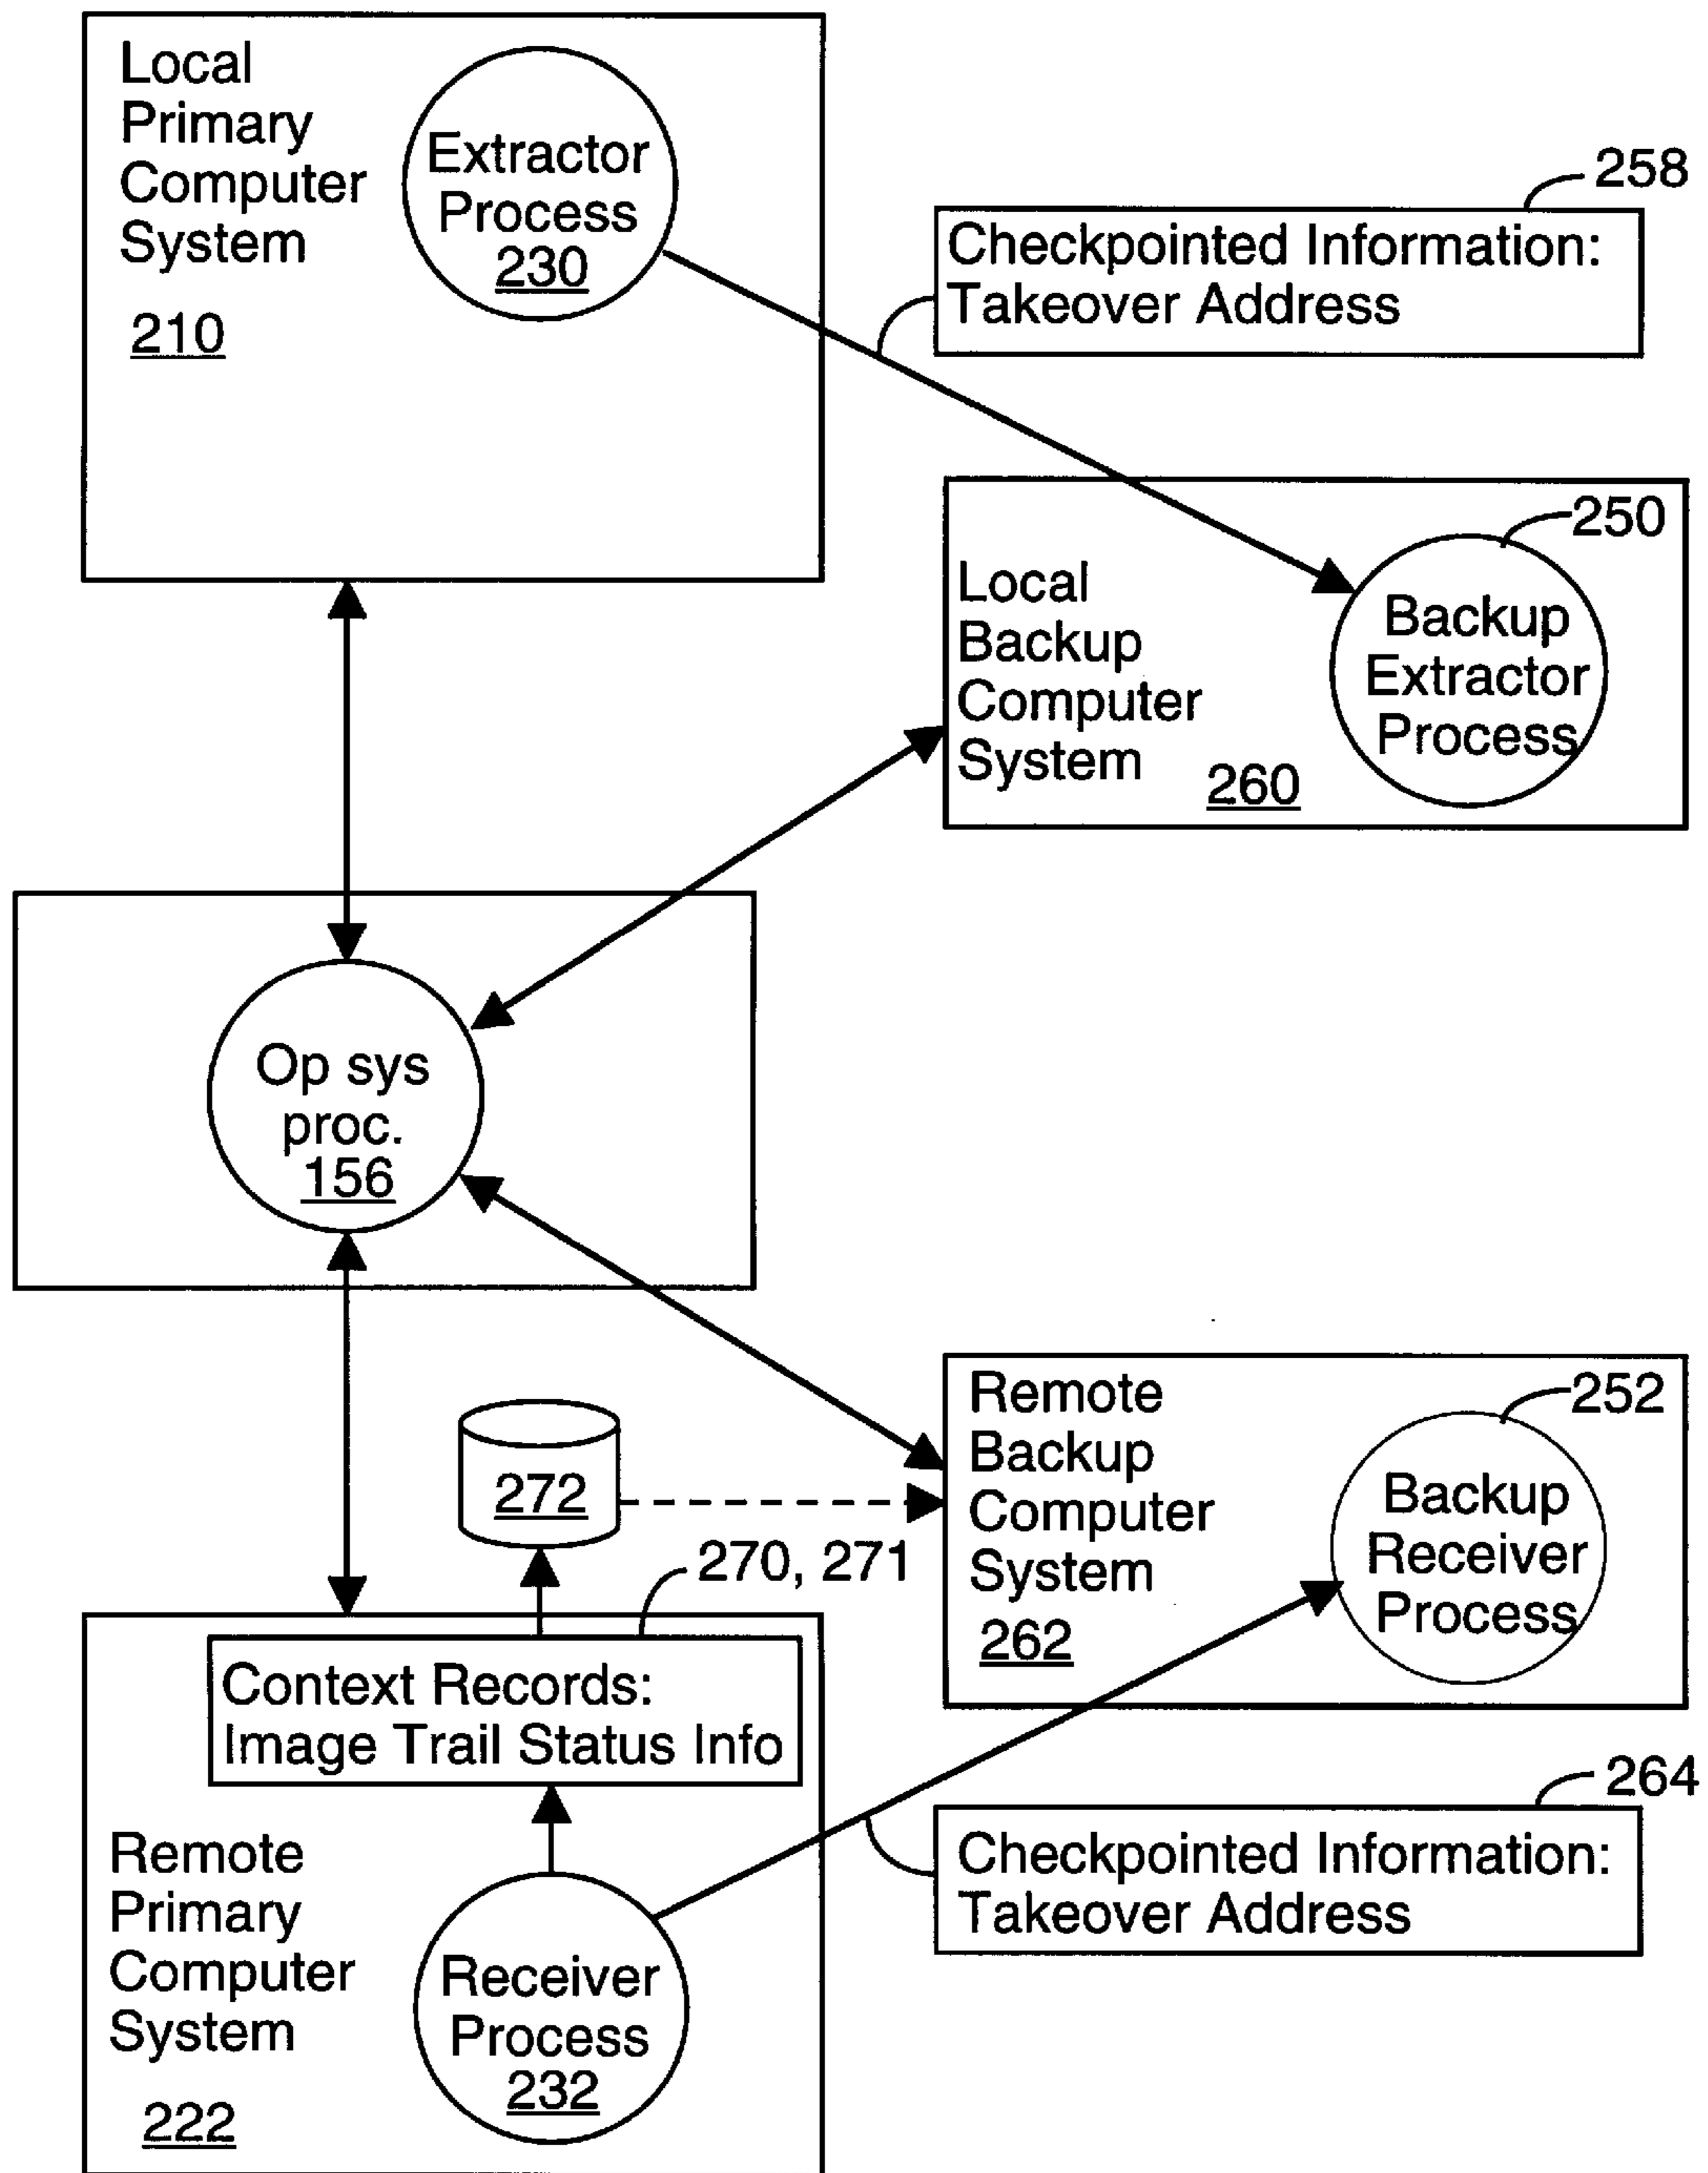 Local
Primary
Computer
System
210
Extractor
Process
230
258
Checkpointed Information:
Takeover Address
250
Local
Backup
Computer
System
260
Backup
Extractor
Process
Op sys
proc.
156
272
270, 271
Remote
Backup
Computer
System
262
252
Backup
Receiver
Process
Context Records:
Image Trail Status Info
264
Checkpointed Information:
Takeover Address
Remote
Primary
Computer
System
222
Receiver
Process
232